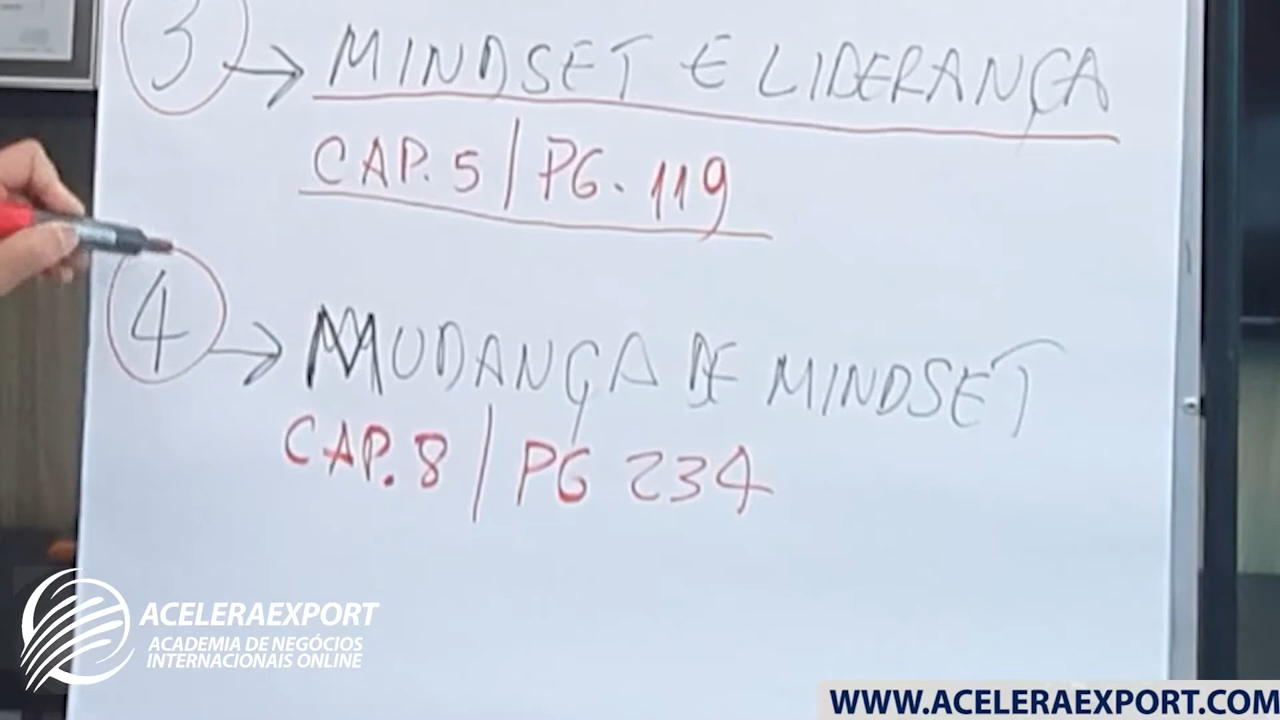 3 → MINDSET E LIDERANÇA
CAP. 5 / PG. 119
4 → MUDANÇA DE MINDSET
CAP. 8 / PG 234
ACELERAEXPORT
ACADEMIA DE NEGÓCIOS
INTERNACIONAIS ONLINE
WWW.ACELERAEXPORT.COM